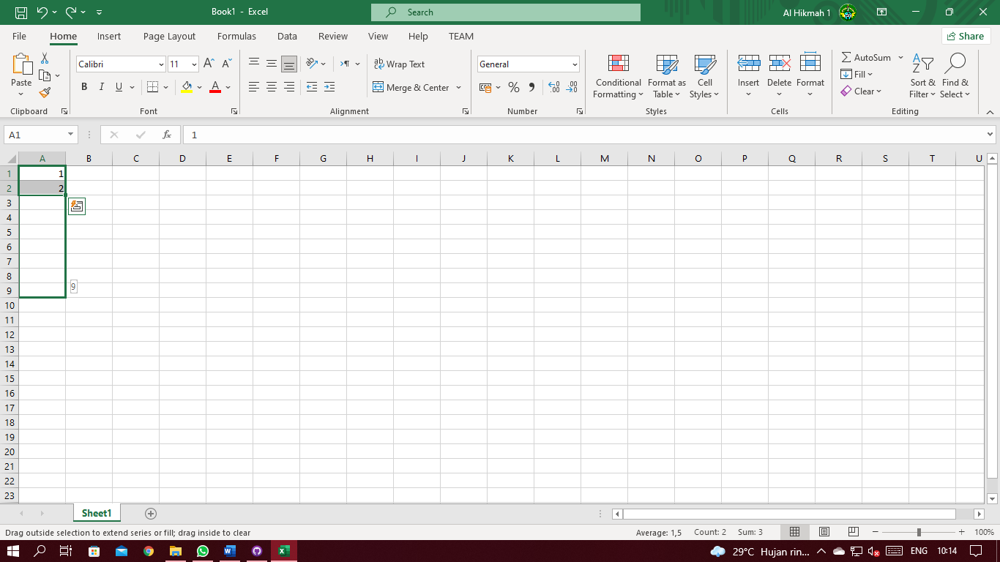 Book1 - Excel
Search
Al Hikmah 1
File Home Insert Page Layout Formulas Data Review View Help TEAM
Share
Paste
Clipboard
Calibri 11 A A
B I U A
Font
ab Wrap Text
Merge & Center
Alignment
General
% 9 .00 .00
Number
Conditional Formatting
Format as Table
Cell Styles
Styles
Insert Delete Format
Cells
AutoSum
Fill
Clear
Sort & Filter
Find & Select
Editing
A1 fx 1
A B C D E F G H I J K L M N O P Q R S T U
1 1
2 2
3
4
5
6
7
8
9 9
10
11
12
13
14
15
16
17
18
19
20
21
22
23
Sheet1
Drag outside selection to extend series or fill; drag inside to clear
Average: 1,5 Count: 2 Sum: 3 100%
29°C Hujan rin... ENG 10:14